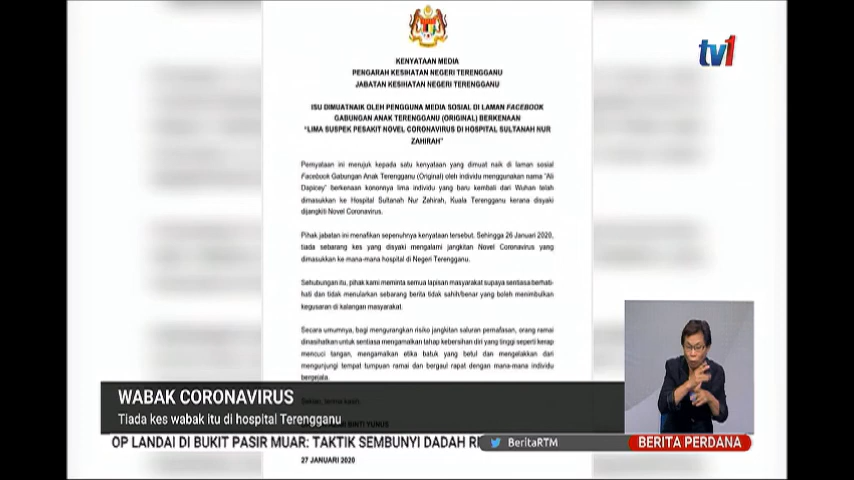 KENYATAAN MEDIA
PENGARAH KESIHATAN NEGERI TERENGGANU
JABATAN KESIHATAN NEGERI TERENGGANU
ISU DIMUATNAIK OLEH PENGGUNA MEDIA SOSIAL DI LAMAN FACEBOOK
GABUNGAN ANAK TERENGGANU (ORIGINAL) BERKENAAN
"LIMA SUSPEK PESAKIT NOVEL CORONAVIRUS DI HOSPITAL SULTANAH NUR
ZAHIRAH"
Pernyataan ini merujuk kepada satu kenyataan yang dimuat naik di laman sosial
Facebook Gabungan Anak Terengganu (Original) oleh individu menggunakan nama "Ali
Dapicey" berkenaan kononnya lima individu yang baru kembali dari Wuhan telah
dimasukkan ke Hospital Sultanah Nur Zahirah, Kuala Terengganu kerana disyaki
dijangkiti Novel Coronavirus.
Pihak jabatan ini menafikan sepenuhnya kenyataan tersebut. Sehingga 26 Januari 2020,
tiada sebarang kes yang disyaki mengalami jangkitan Novel Coronavirus yang
dimasukkan ke mana-mana hospital di Negeri Terengganu.
Sehubungan itu, pihak kami meminta semua lapisan masyarakat supaya sentiasa berhati-
hati dan tidak menularkan sebarang berita tidak sahih/benar yang boleh menimbulkan
kegusaran di kalangan masyarakat.
Secara umumnya, bagi mengurangkan risiko jangkitan saluran pernafasan, orang ramai
dinasihatkan untuk sentiasa mengamalkan tahap kebersihan diri yang tinggi seperti kerap
mencuci tangan, mengamalkan etika batuk yang betul dan mengelakkan dari
mengunjungi tempat tumpuan ramai dan bergaul rapat dengan mana-mana individu
bergejala.
Sekian, terima kasih.
BINTI YUNUS
27 JANUARI 2020
tv1
WABAK CORONAVIRUS
Tiada kes wabak itu di hospital Terengganu
OP LANDAI DI BUKIT PASIR MUAR: TAKTIK SEMBUNYI DADAH
BeritaRTM
BERITA PERDANA